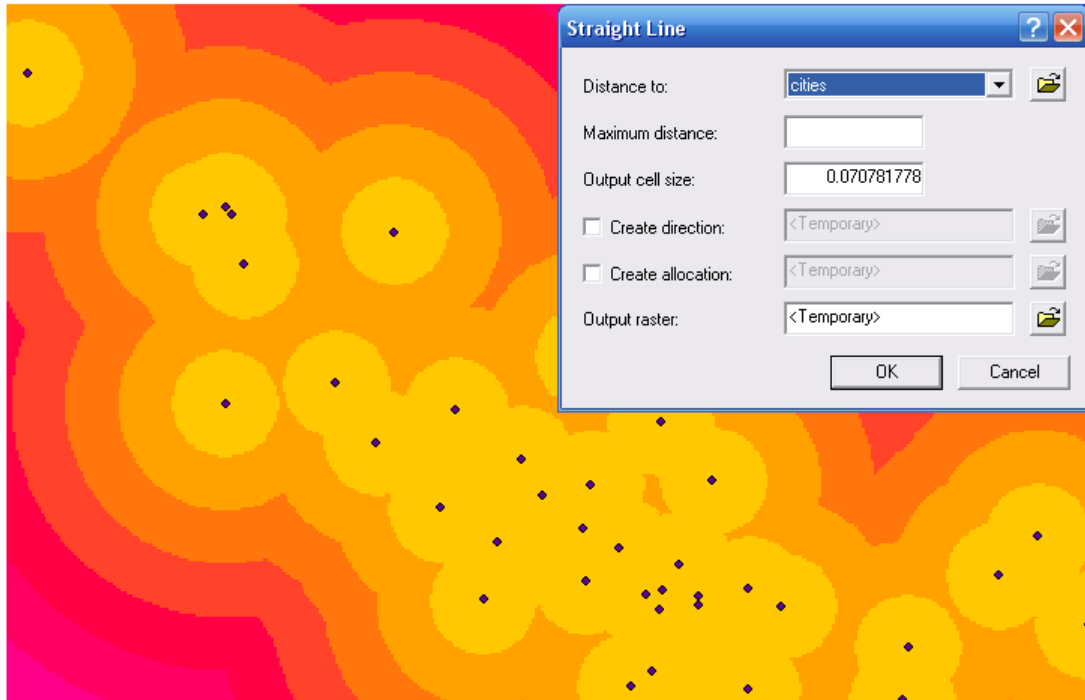 Straight Line
Distance to: cities
Maximum distance:
Output cell size: 0.070781778
Create direction: <Temporary>
Create allocation: <Temporary>
Output raster: <Temporary>
OK Cancel